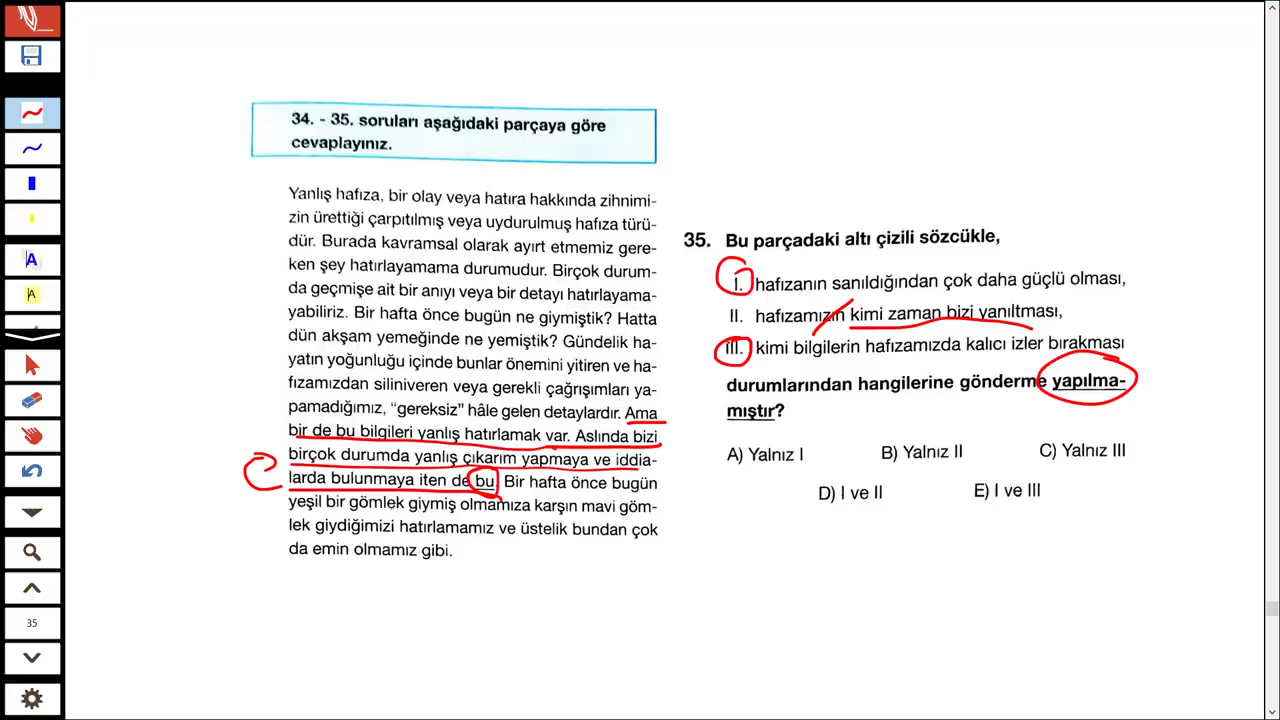 34. - 35. soruları aşağıdaki parçaya göre
cevaplayınız.
Yanlış hafıza, bir olay veya hatıra hakkında zihnimi-
zin ürettiği çarpıtılmış veya uydurulmuş hafıza türü-
dür. Burada kavramsal olarak ayırt etmemiz gere-
ken şey hatırlayamama durumudur. Birçok durum-
da geçmişe ait bir anıyı veya bir detayı hatırlayama-
yabiliriz. Bir hafta önce bugün ne giymiştik? Hatta
dün akşam yemeğinde ne yemiştik? Gündelik ha-
yatın yoğunluğu içinde bunlar önemini yitiren ve ha-
fızamızdan siliniveren veya gerekli çağrışımları ya-
pamadığımız, “gereksiz” hâle gelen detaylardır. Ama
bir de bu bilgileri yanlış hatırlamak var. Aslında bizi
birçok durumda yanlış çıkarım yapmaya ve iddia-
larda bulunmaya iten de bu. Bir hafta önce bugün
yeşil bir gömlek giymiş olmamıza karşın mavi göm-
lek giydiğimizi hatırlamamız ve üstelik bundan çok
da emin olmamız gibi.
35. Bu parçadaki altı çizili sözcükle,
I. hafızanın sanıldığından çok daha güçlü olması,
II. hafızamızın kimi zaman bizi yanıltması,
III. kimi bilgilerin hafızamızda kalıcı izler bırakması
durumlarından hangilerine gönderme yapılma-
mıştır?
A) Yalnız I B) Yalnız II C) Yalnız III
D) I ve II E) I ve III
A
A
35